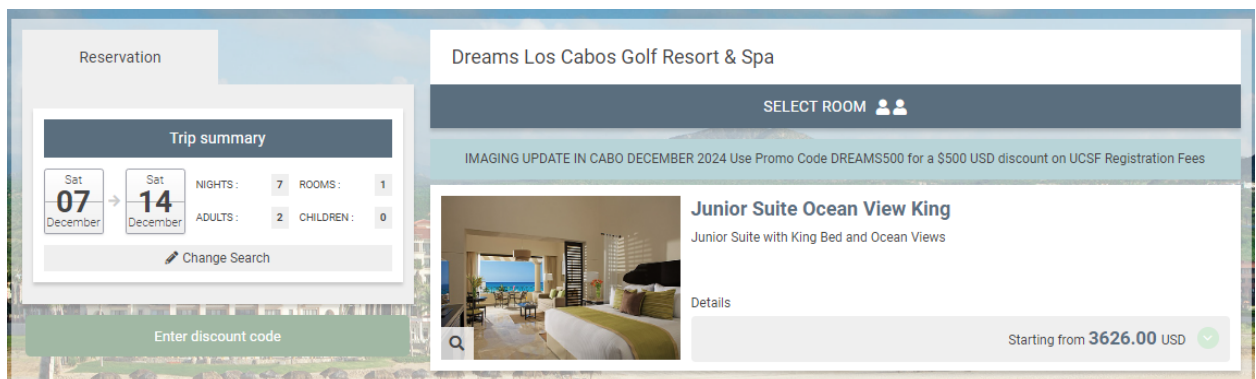 Reservation
Trip summary
Sat
07
December
Sat
14
December
NIGHTS : 7 ROOMS : 1
ADULTS : 2 CHILDREN : 0
Change Search
Enter discount code
Dreams Los Cabos Golf Resort & Spa
SELECT ROOM
IMAGING UPDATE IN CABO DECEMBER 2024 Use Promo Code DREAMS500 for a $500 USD discount on UCSF Registration Fees
Junior Suite Ocean View King
Junior Suite with King Bed and Ocean Views
Details
Starting from 3626.00 USD